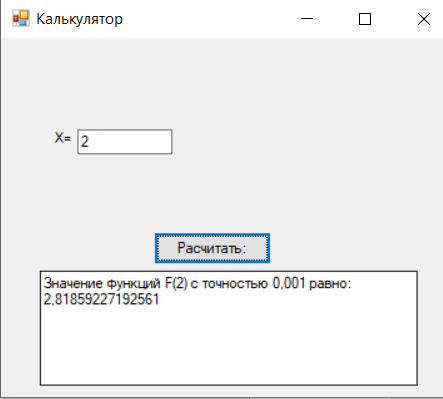 Калькулятор
X= 2
Расчитать:
Значение функций F(2) с точностью 0,001 равно:
2,81859227192561